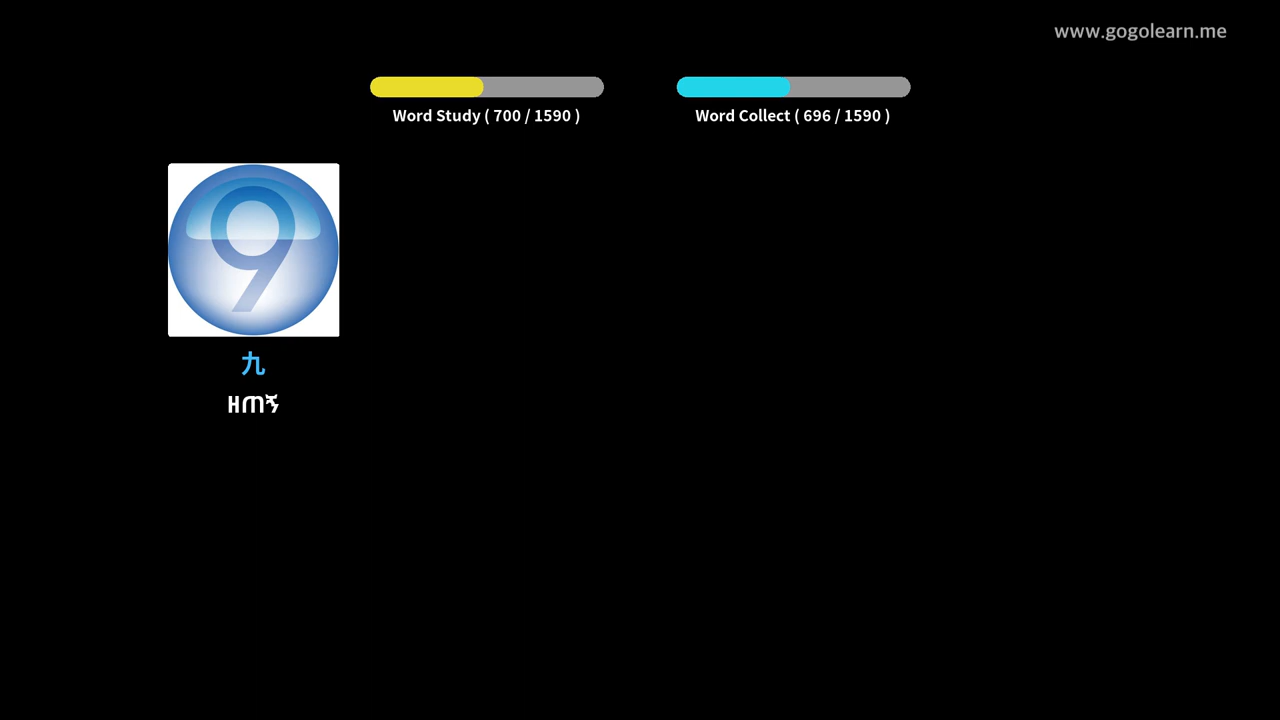 www.gogolearn.me
Word Study ( 700 / 1590 )
Word Collect ( 696 / 1590 )
9
九
ዘጠኝ